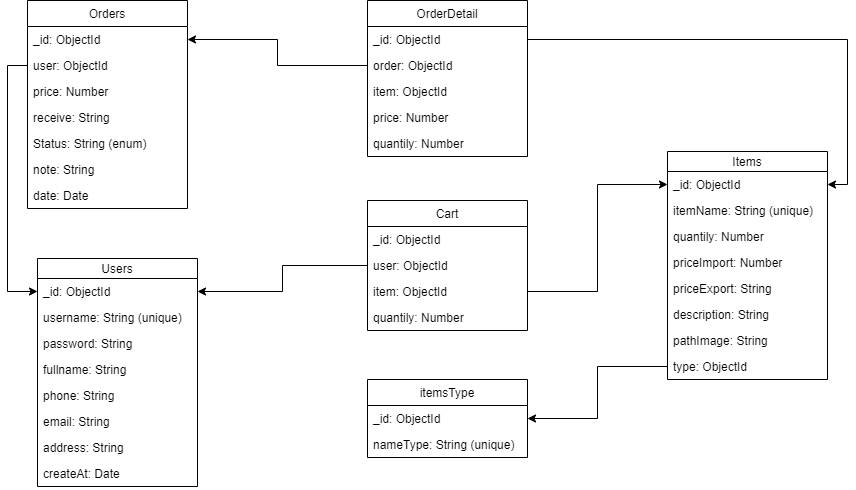 Orders
_id: ObjectId
user: ObjectId
price: Number
receive: String
Status: String (enum)
note: String
date: Date
OrderDetail
_id: ObjectId
order: ObjectId
item: ObjectId
price: Number
quantily: Number
Items
_id: ObjectId
itemName: String (unique)
quantily: Number
priceImport: Number
priceExport: String
description: String
pathImage: String
type: ObjectId
Cart
_id: ObjectId
user: ObjectId
item: ObjectId
quantily: Number
Users
_id: ObjectId
username: String (unique)
password: String
fullname: String
phone: String
email: String
address: String
createAt: Date
itemsType
_id: ObjectId
nameType: String (unique)